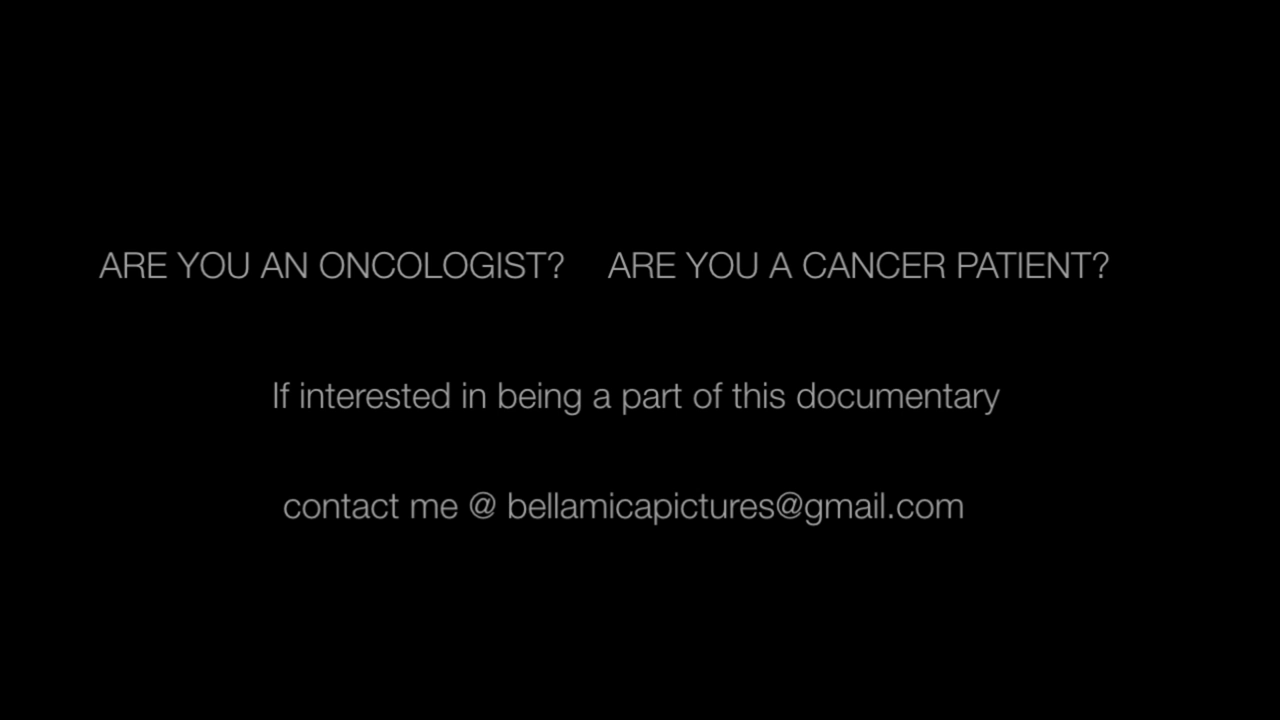 ARE YOU AN ONCOLOGIST? ARE YOU A CANCER PATIENT?
If interested in being a part of this documentary
contact me @ bellamicapictures@gmail.com